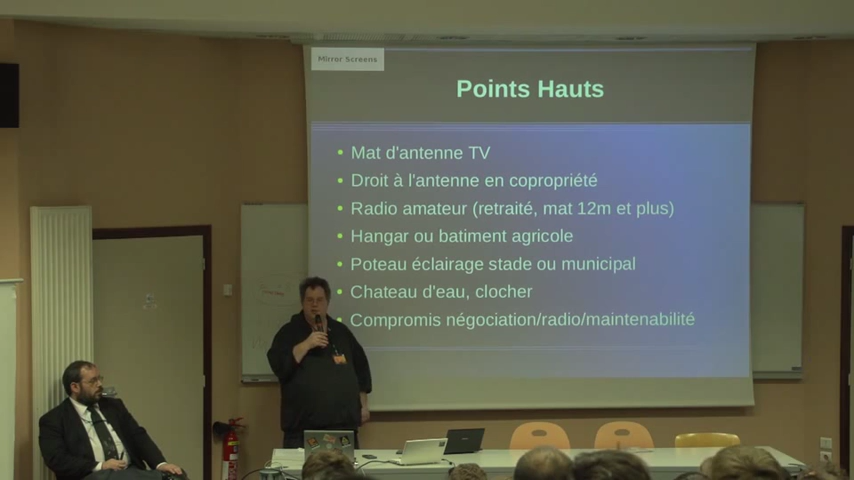 Mirror Screens
Points Hauts
• Mat d'antenne TV
• Droit à l'antenne en copropriété
• Radio amateur (retraité, mat 12m et plus)
• Hangar ou batiment agricole
• Poteau éclairage stade ou municipal
• Chateau d'eau, clocher
• Compromis négociation/radio/maintenabilité